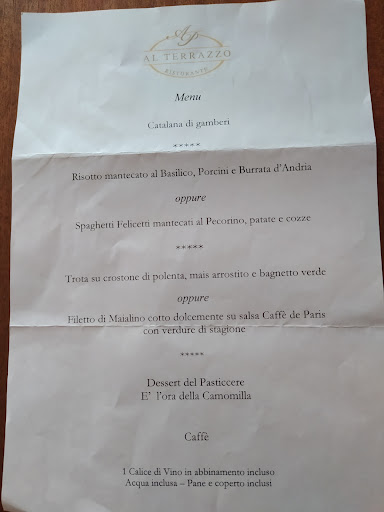 AP
AL TERRAZZO
RISTORANTE
Menu
Catalana di gamberi
*****
Risotto mantecato al Basilico, Porcini e Burrata d'Andria
oppure
Spaghetti Felicetti mantecati al Pecorino, patate e cozze
*****
Trota su crostone di polenta, mais arrostito e bagnetto verde
oppure
Filetto di Maialino cotto dolcemente su salsa Caffè de Paris
con verdure di stagione
*****
Dessert del Pasticcere
E' l'ora della Camomilla
Caffè
1 Calice di Vino in abbinamento incluso
Acqua inclusa – Pane e coperto inclusi